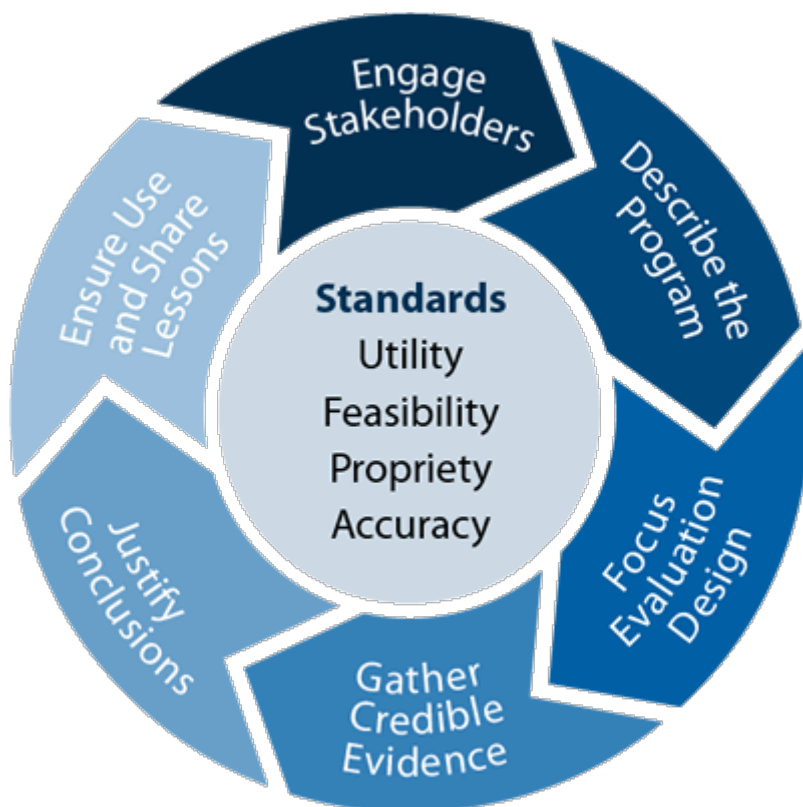 Engage
Stakeholders
Describe the
Program
Focus
Evaluation
Design
Gather
Credible
Evidence
Justify
Conclusions
Ensure Use
and Share
Lessons
Standards
Utility
Feasibility
Propriety
Accuracy